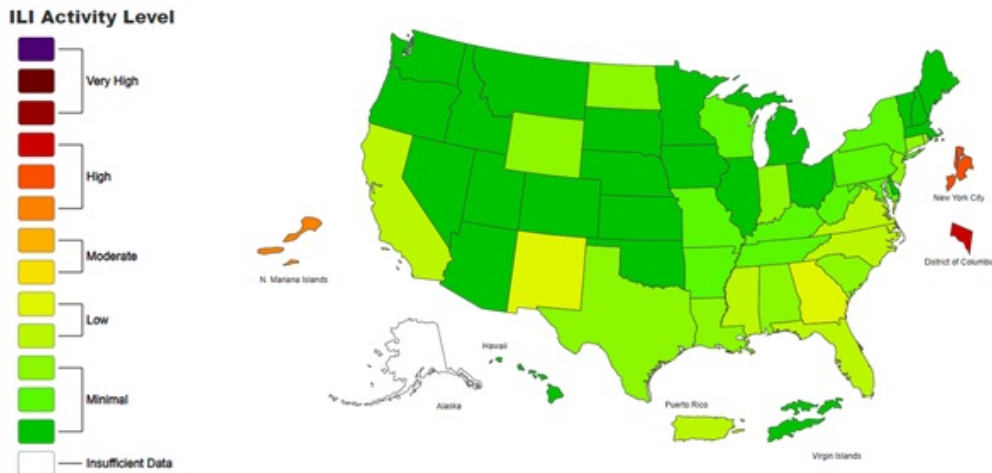 ILI Activity Level
Very High
High
Moderate
Low
Minimal
Insufficient Data
New York City
District of Columbi
N. Mariana Islands
Hawaii
Alaska
Puerto Rico
Virgin Islands